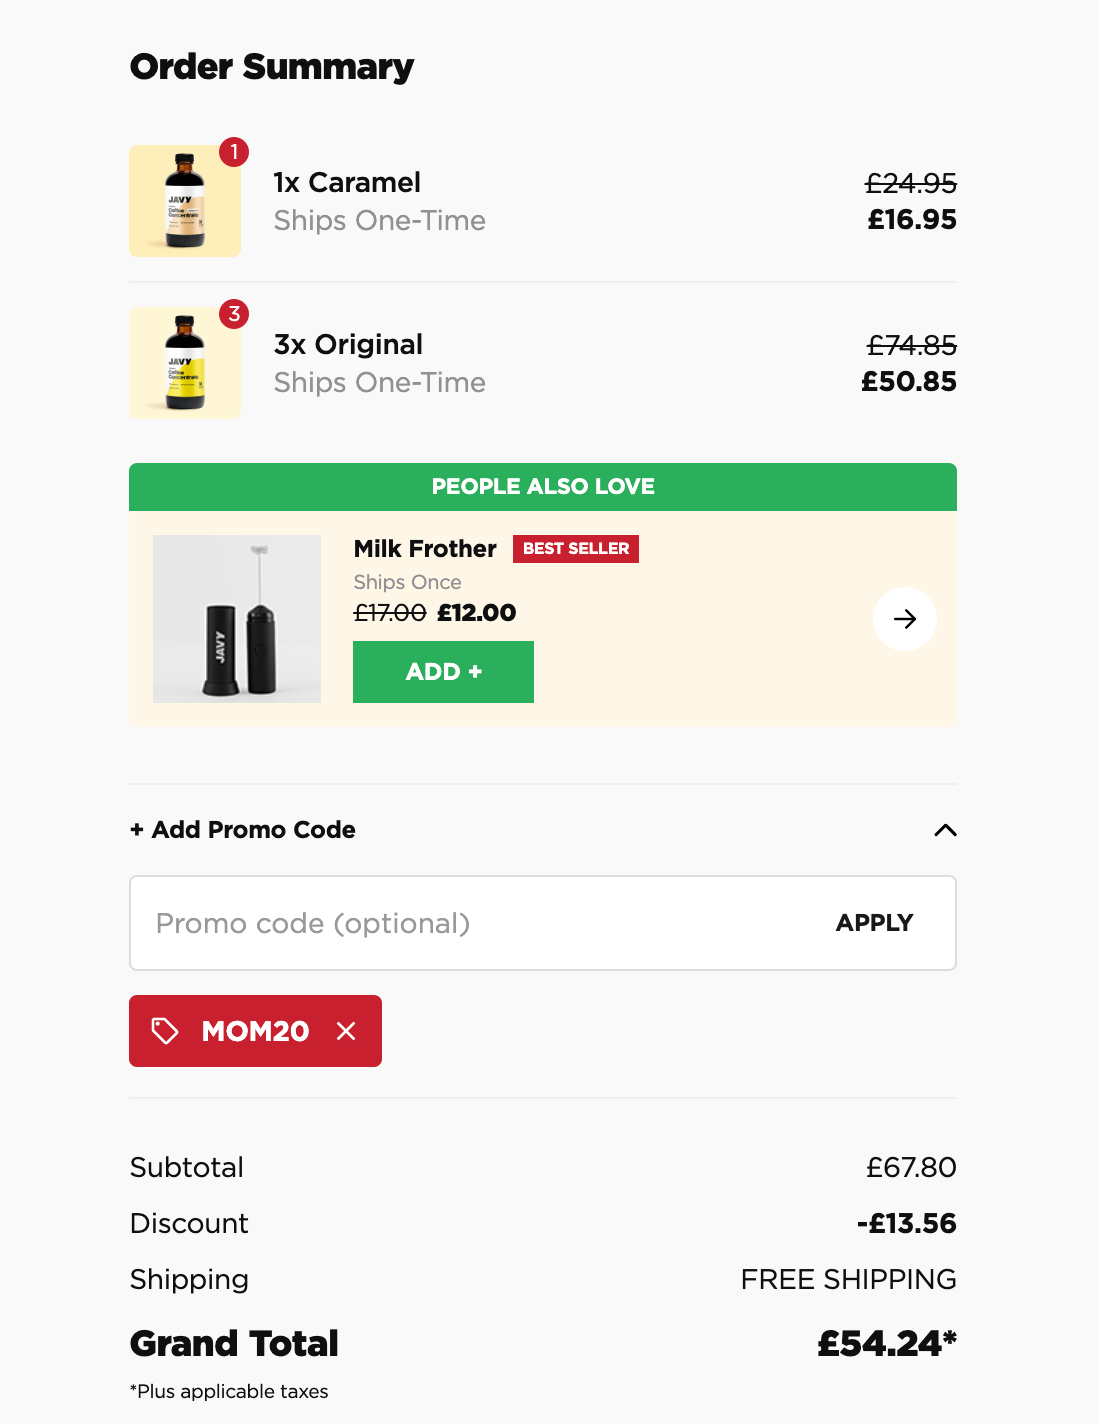 Order Summary
1
JAVY
Coffee
Concentrate
1x Caramel
£24.95
Ships One-Time
£16.95
3
JAVY
Coffee
Concentrate
3x Original
£74.85
Ships One-Time
£50.85
PEOPLE ALSO LOVE
JAVY
Milk Frother BEST SELLER
Ships Once
£17.00 £12.00
ADD +
+ Add Promo Code
Promo code (optional) APPLY
MOM20
Subtotal £67.80
Discount -£13.56
Shipping FREE SHIPPING
Grand Total £54.24*
*Plus applicable taxes